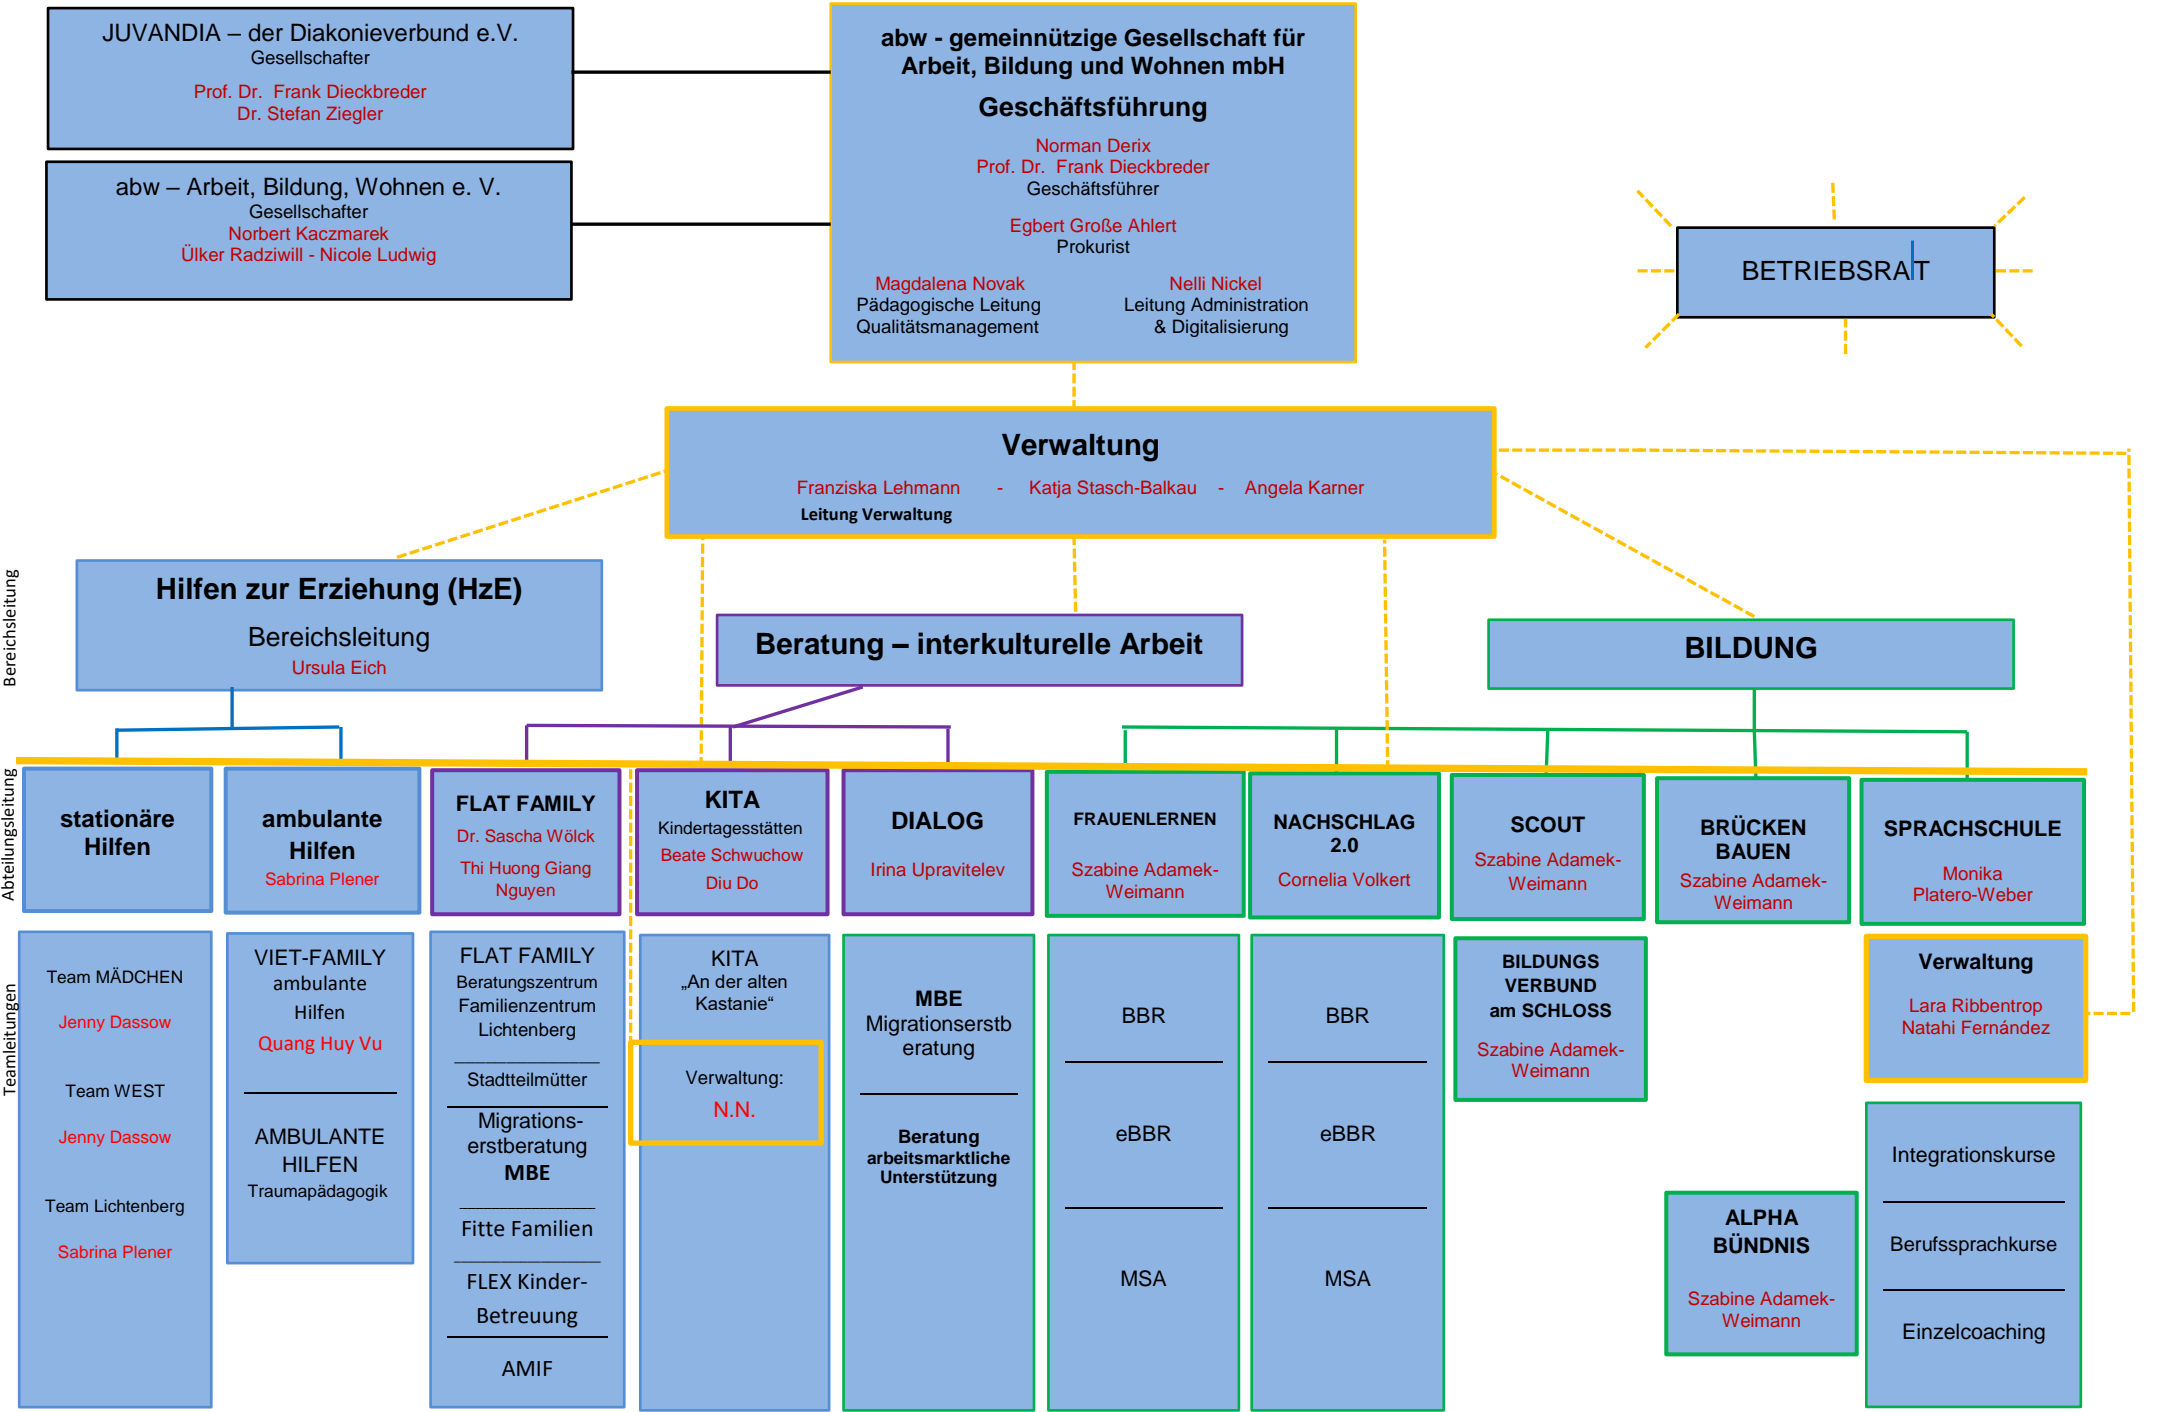 JUVANDIA – der Diakonieverbund e.V.
Gesellschafter
Prof. Dr. Frank Dieckbreder
Dr. Stefan Ziegler
abw – Arbeit, Bildung, Wohnen e. V.
Gesellschafter
Norbert Kaczmarek
Ülker Radziwill - Nicole Ludwig
abw - gemeinnützige Gesellschaft für
Arbeit, Bildung und Wohnen mbH
Geschäftsführung
Norman Derix
Prof. Dr. Frank Dieckbreder
Geschäftsführer
Egbert Große Ahlert
Prokurist
Magdalena Novak
Pädagogische Leitung
Qualitätsmanagement
Nelli Nickel
Leitung Administration
& Digitalisierung
BETRIEBSRAT
Verwaltung
Franziska Lehmann - Katja Stasch-Balkau - Angela Karner
Leitung Verwaltung
Bereichsleitung
Hilfen zur Erziehung (HzE)
Bereichsleitung
Ursula Eich
Beratung – interkulturelle Arbeit
BILDUNG
Abteilungsleitung
stationäre
Hilfen
ambulante
Hilfen
Sabrina Plener
FLAT FAMILY
Dr. Sascha Wölck
Thi Huong Giang
Nguyen
KITA
Kindertagesstätten
Beate Schwuchow
Diu Do
DIALOG
Irina Upravitelev
FRAUENLERNEN
Szabine Adamek-
Weimann
NACHSCHLAG
2.0
Cornelia Volkert
SCOUT
Szabine Adamek-
Weimann
BRÜCKEN
BAUEN
Szabine Adamek-
Weimann
SPRACHSCHULE
Monika
Platero-Weber
Teamleitungen
Team MÄDCHEN
Jenny Dassow
Team WEST
Jenny Dassow
Team Lichtenberg
Sabrina Plener
VIET-FAMILY
ambulante
Hilfen
Quang Huy Vu
AMBULANTE
HILFEN
Traumapädagogik
FLAT FAMILY
Beratungszentrum
Familienzentrum
Lichtenberg
Stadtteilmütter
Migrations-
erstberatung
MBE
Fitte Familien
FLEX Kinder-
Betreuung
AMIF
KITA
„An der alten
Kastanie“
Verwaltung:
N.N.
MBE
Migrationserstb
eratung
Beratung
arbeitsmarktliche
Unterstützung
BBR
eBBR
MSA
BBR
eBBR
MSA
BILDUNGS
VERBUND
am SCHLOSS
Szabine Adamek-
Weimann
ALPHA
BÜNDNIS
Szabine Adamek-
Weimann
Verwaltung
Lara Ribbentrop
Natahi Fernández
Integrationskurse
Berufssprachkurse
Einzelcoaching